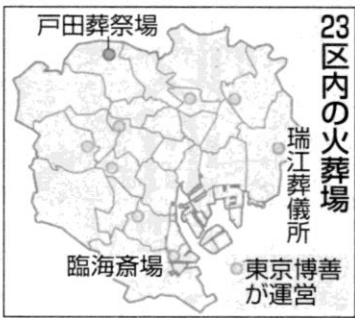 23区内の火葬場
戸田葬祭場
瑞江葬儀所
臨海斎場
東京博善
が運営